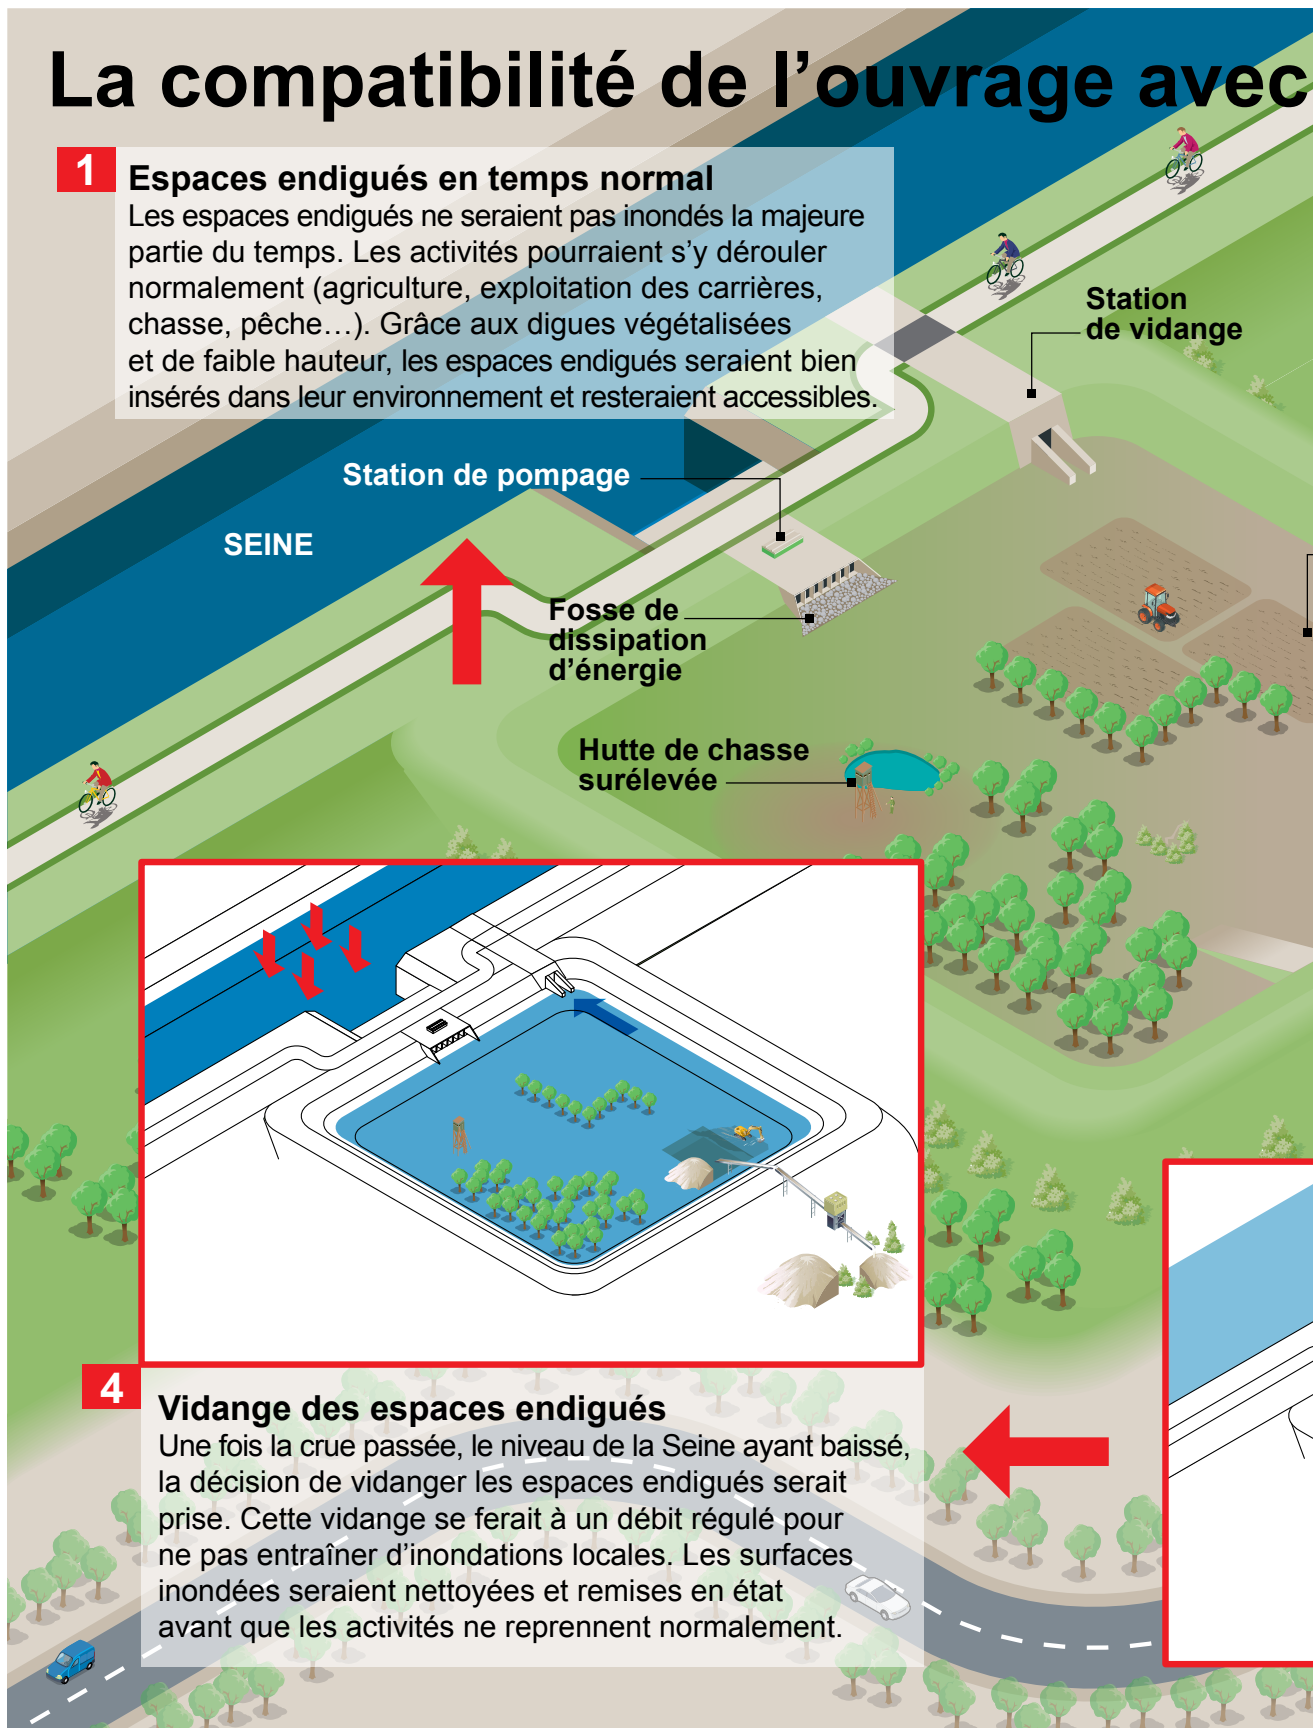 La compatibilité de l’ouvrage avec
1
Espaces endigués en temps normal
Les espaces endigués ne seraient pas inondés la majeure
partie du temps. Les activités pourraient s’y dérouler
normalement (agriculture, exploitation des carrières,
chasse, pêche…). Grâce aux digues végétalisées
et de faible hauteur, les espaces endigués seraient bien
insérés dans leur environnement et resteraient accessibles.
Station
de vidange
Station de pompage
SEINE
Fosse de
dissipation
d’énergie
Hutte de chasse
surélevée
4
Vidange des espaces endigués
Une fois la crue passée, le niveau de la Seine ayant baissé,
la décision de vidanger les espaces endigués serait
prise. Cette vidange se ferait à un débit régulé pour
ne pas entraîner d’inondations locales. Les surfaces
inondées seraient nettoyées et remises en état
avant que les activités ne reprennent normalement.